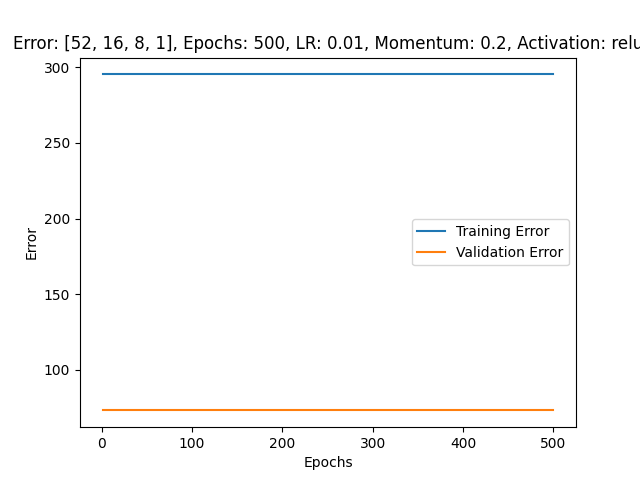 Error: [52, 16, 8, 1], Epochs: 500, LR: 0.01, Momentum: 0.2, Activation: relu
300
250
200
150
100
Error
Training Error
Validation Error
0 100 200 300 400 500
Epochs